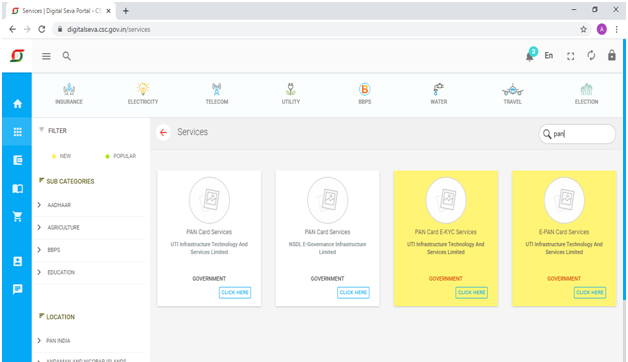 Services | Digital Seva Portal › CS
digitalseva.csc.gov.in/services
A
3
En
INSURANCE
ELECTRICITY
TELECOM
UTILITY
BBPS
WATER
TRAVEL
ELECTION
FILTER
NEW
POPULAR
SUB CATEGORIES
AADHAAR
AGRICULTURE
BBPS
EDUCATION
LOCATION
PAN INDIA
ANDAMAN AND NICOBAR ISLANDS
Services
pan
PAN Card Services
UTI Infrastructure Technology And
Services Limited
GOVERNMENT
CLICK HERE
PAN Card Services
NSDL E-Governance Infrastructure
Limited
GOVERNMENT
CLICK HERE
PAN Card E-KYC Services
UTI Infrastructure Technology And
Services Limited
GOVERNMENT
CLICK HERE
E-PAN Card Services
UTI Infrastructure Technology And
Services Limited
GOVERNMENT
CLICK HERE